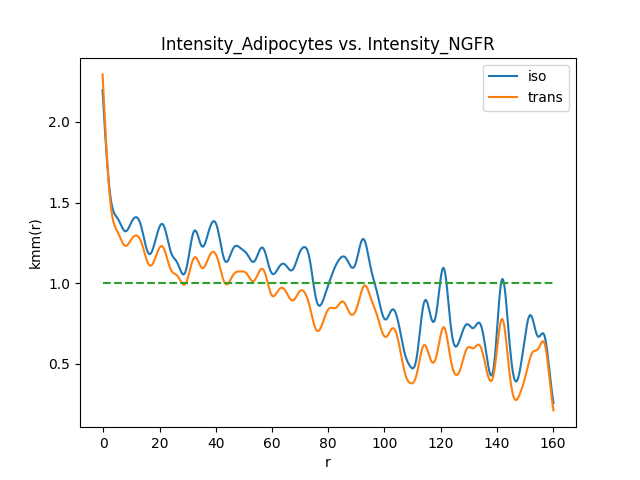 Intensity_Adipocytes vs. Intensity_NGFR
iso
trans
kmm(r)
2.0
1.5
1.0
0.5
0 20 40 60 80 100 120 140 160
r